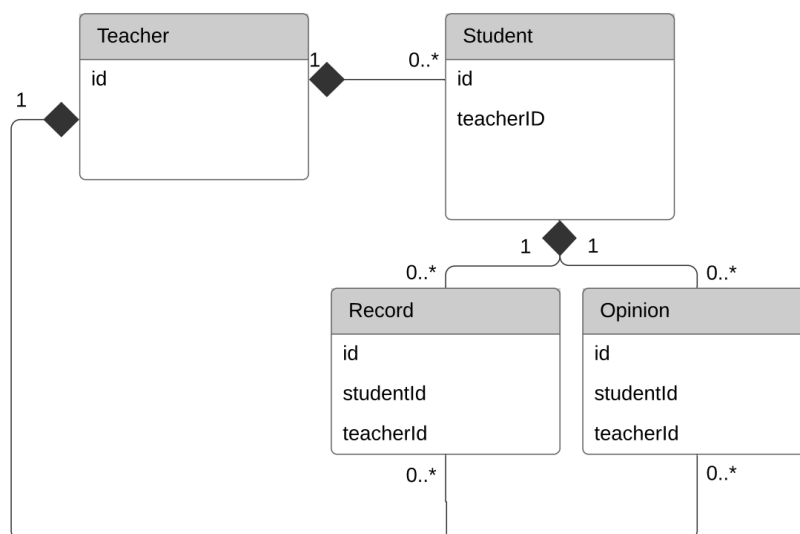 Teacher
id
1
1
0..*
Student
id
teacherID
1
1
0..*
0..*
Record
id
studentId
teacherId
0..*
Opinion
id
studentId
teacherId
0..*